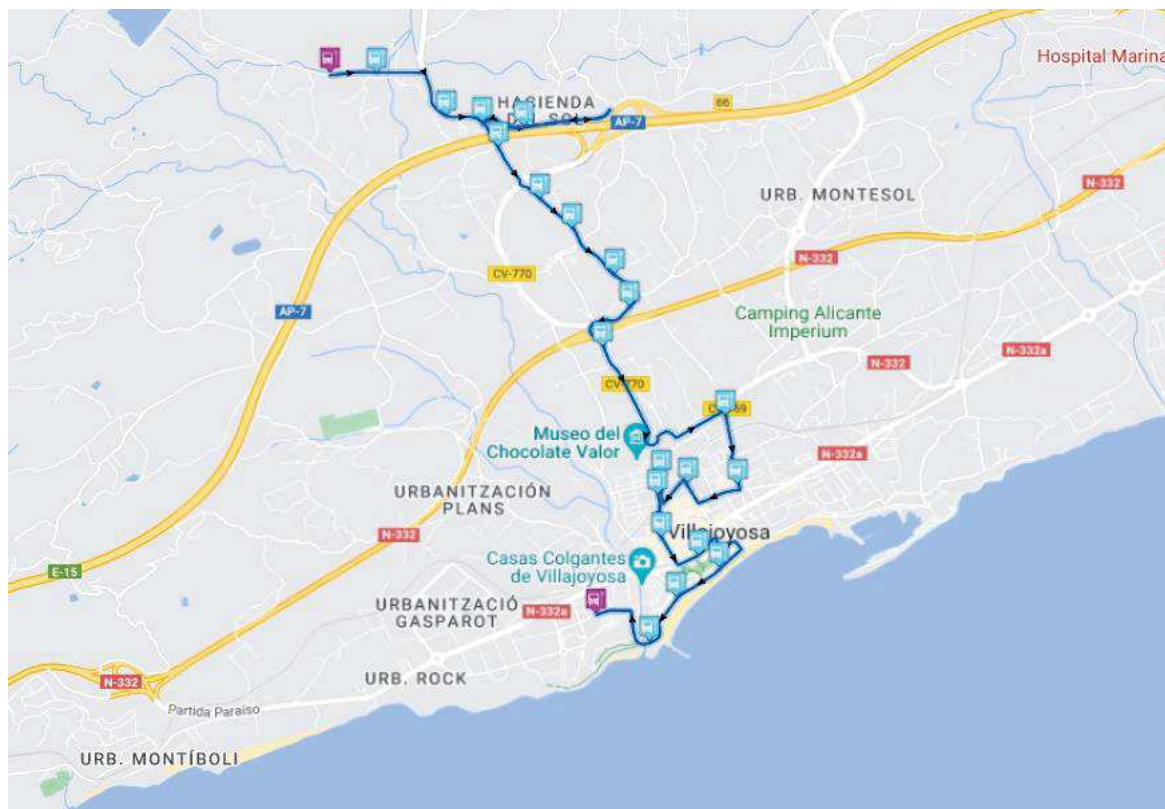 Hospital Marina
66
HACIENDA
DEL SOL
AP-7
N-332
URB. MONTESOL
N-332
CV-770
AP-7
Camping Alicante
Imperium
N-332a
N-332
CV-770
Museo del
Chocolate Valor
N-332a
URBANITZACIÓN
PLANS
N-332
Villajoyosa
Casas Colgantes
de Villajoyosa
E-15
URBANITZACIÓ
GASPAROT
N-332a
URB. ROCK
N-332
Partida Paraíso
URB. MONTÍBOLI